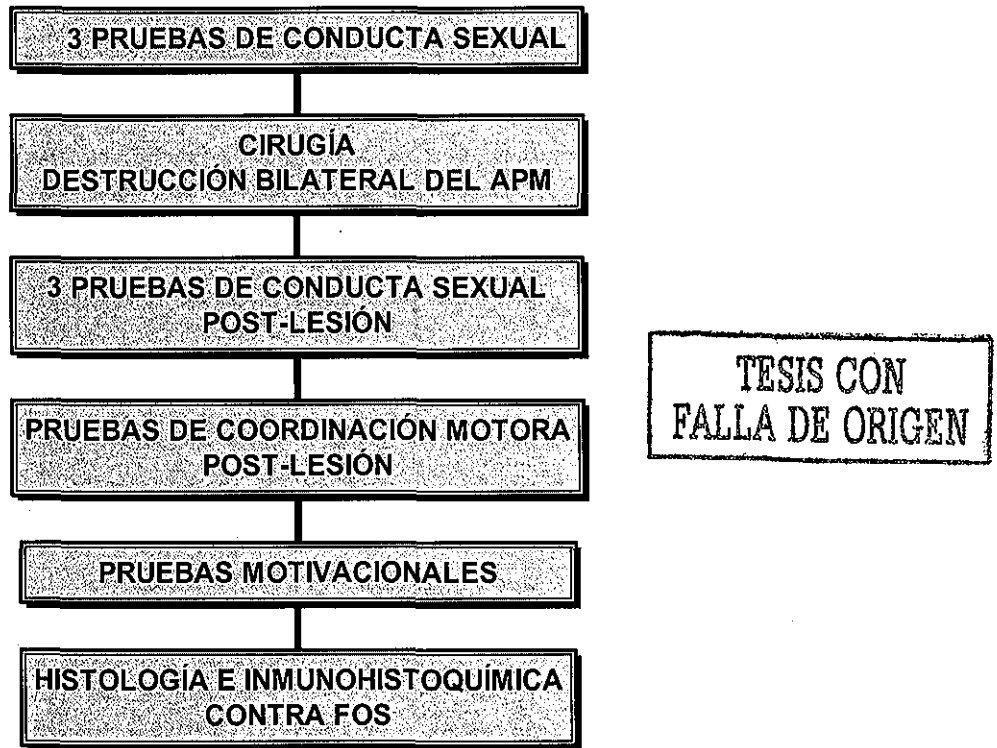 3 PRUEBAS DE CONDUCTA SEXUAL
CIRUGÍA
DESTRUCCIÓN BILATERAL DEL APM
3 PRUEBAS DE CONDUCTA SEXUAL
POST-LESIÓN
PRUEBAS DE COORDINACIÓN MOTORA
POST-LESIÓN
PRUEBAS MOTIVACIONALES
HISTOLOGÍA E INMUNOHISTOQUÍMICA
CONTRA FOS
TESIS CON
FALLA DE ORIGEN